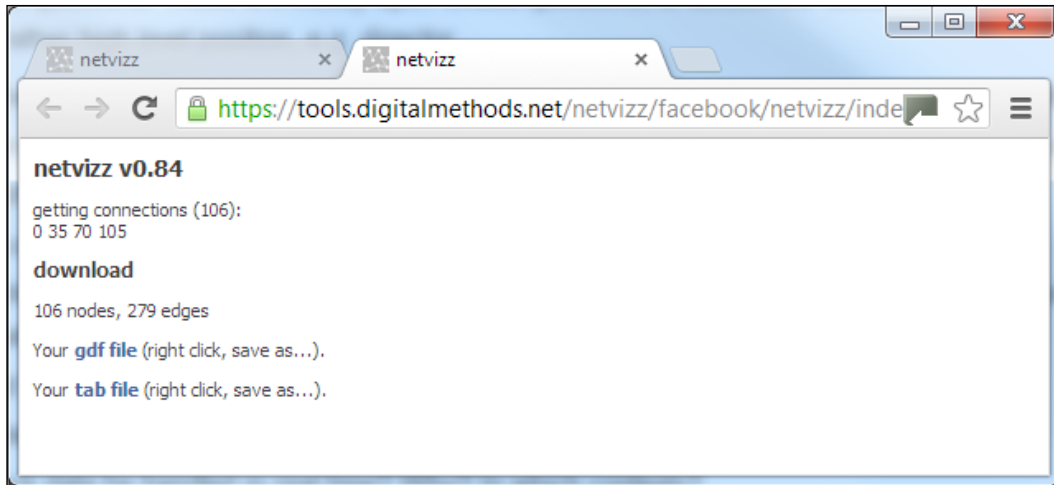 netvizz
netvizz
https://tools.digitalmethods.net/netvizz/facebook/netvizz/inde
netvizz v0.84
getting connections (106):
0 35 70 105
download
106 nodes, 279 edges
Your gdf file (right click, save as...).
Your tab file (right click, save as...).